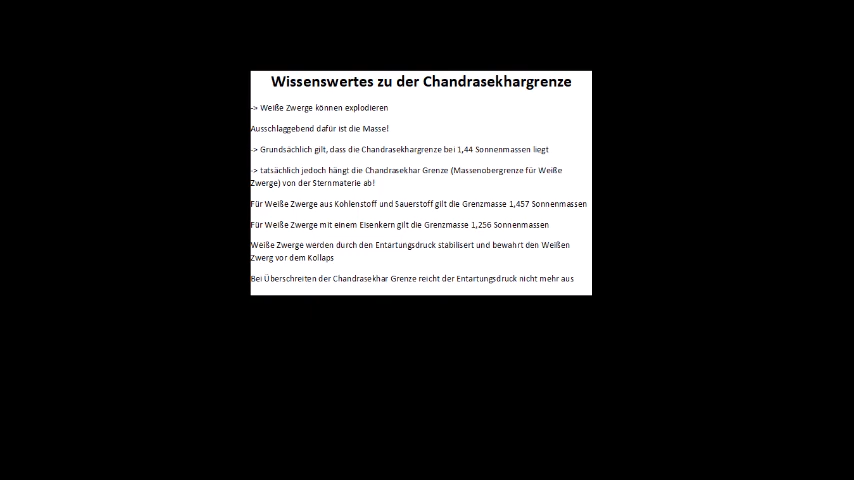 Wissenswertes zu der Chandrasekhargrenze
-> Weiße Zwerge können explodieren
Ausschlaggebend dafür ist die Masse!
-> Grundsächlich gilt, dass die Chandrasekhargrenze bei 1,44 Sonnenmassen liegt
-> tatsächlich jedoch hängt die Chandrasekhar Grenze (Massenobergrenze für Weiße
Zwerge) von der Sternmaterie ab!
Für Weiße Zwerge aus Kohlenstoff und Sauerstoff gilt die Grenzmasse 1,457 Sonnenmassen
Für Weiße Zwerge mit einem Eisenkern gilt die Grenzmasse 1,256 Sonnenmassen
Weiße Zwerge werden durch den Entartungsdruck stabilisert und bewahrt den Weißen
Zwerg vor dem Kollaps
Bei Überschreiten der Chandrasekhar Grenze reicht der Entartungsdruck nicht mehr aus